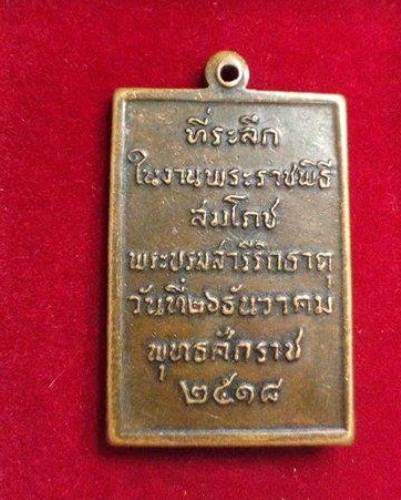 ที่ระลึก
ในงานพระราชพิธี
สมโภช
พระบรมสารีริกธาตุ
วันที่๒๖ธันวาคม
พุทธศักราช
๒๕๑๘